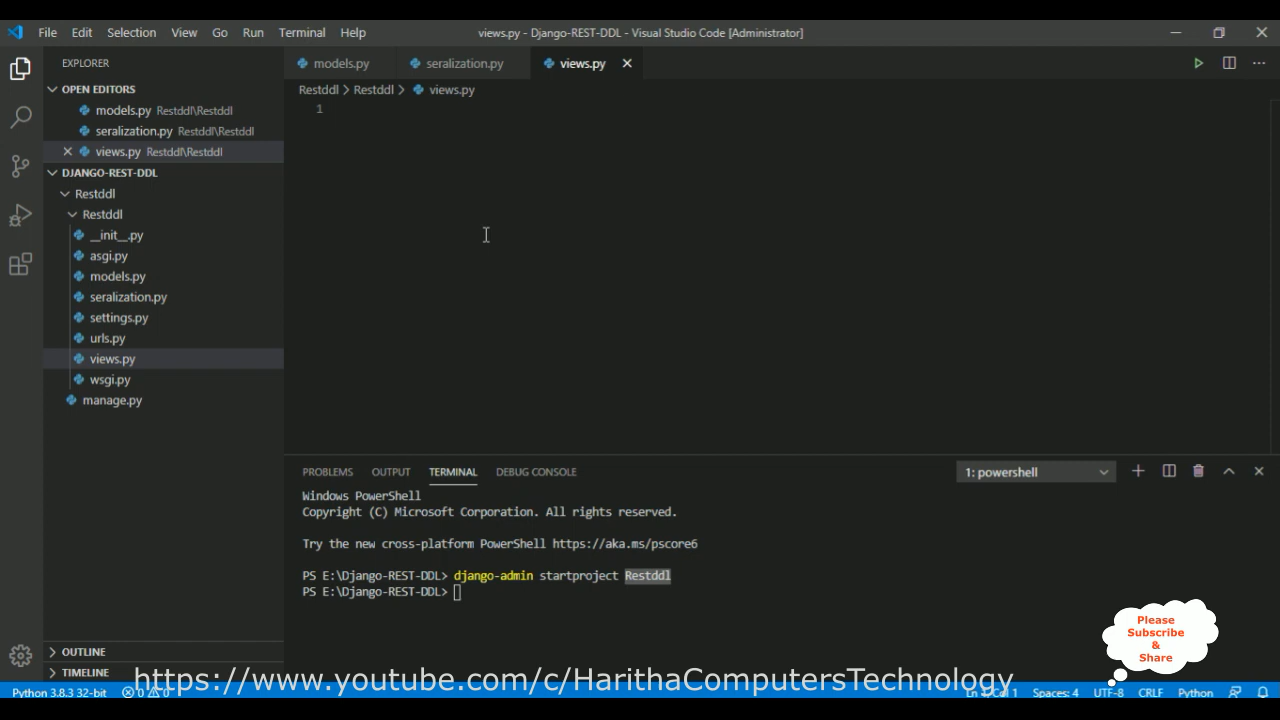 File Edit Selection View Go Run Terminal Help views.py - Django-REST-DDL - Visual Studio Code [Administrator]
EXPLORER
OPEN EDITORS
models.py Restddl\Restddl
seralization.py Restddl\Restddl
views.py Restddl\Restddl
DJANGO-REST-DDL
Restddl
Restddl
__init__.py
asgi.py
models.py
seralization.py
settings.py
urls.py
views.py
wsgi.py
manage.py
OUTLINE
TIMELINE
models.py seralization.py views.py
Restddl > Restddl > views.py
1
PROBLEMS OUTPUT TERMINAL DEBUG CONSOLE 1: powershell
Windows PowerShell
Copyright (C) Microsoft Corporation. All rights reserved.
Try the new cross-platform PowerShell https://aka.ms/pscore6
PS E:\Django-REST-DDL> django-admin startproject Restddl
PS E:\Django-REST-DDL>
Please
Subscribe
&
Share
https://www.youtube.com/c/HarithaComputersTechnology
Python 3.8.3 32-bit 0 0 Ln 1, Col 1 Spaces: 4 UTF-8 CRLF Python